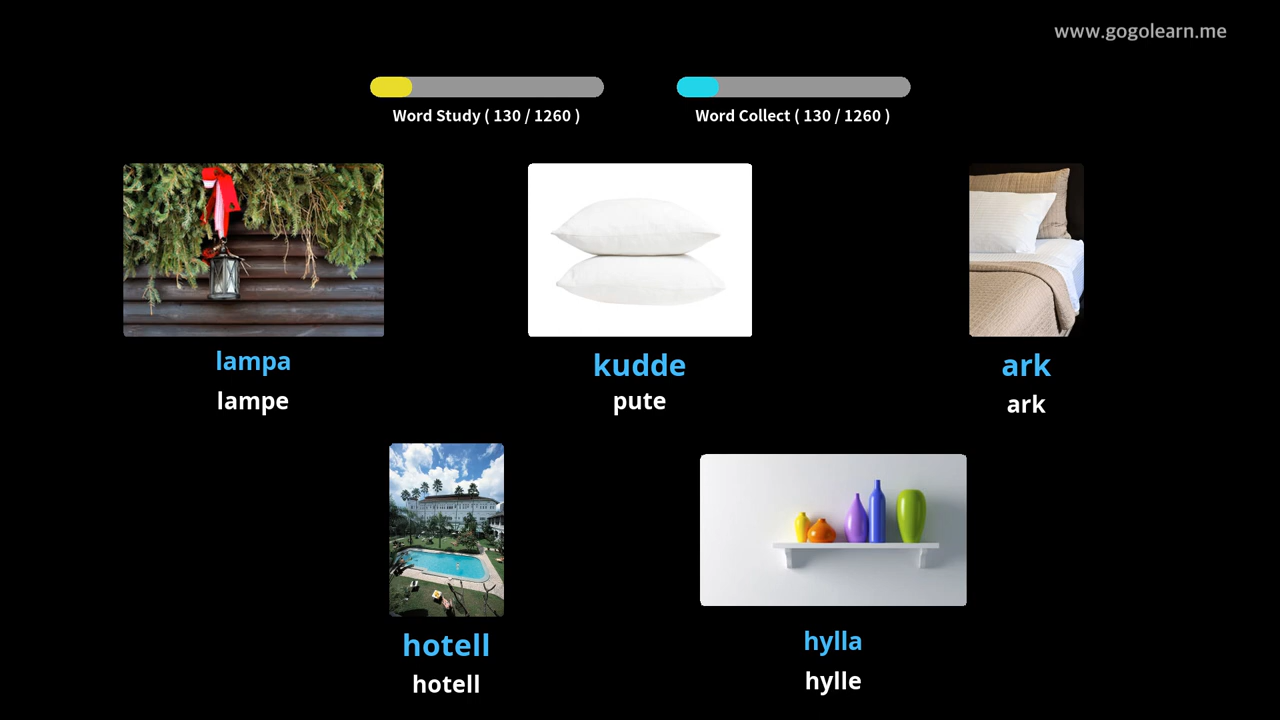 www.gogolearn.me
Word Study ( 130 / 1260 )
Word Collect ( 130 / 1260 )
lampa
lampe
kudde
pute
ark
ark
hotell
hotell
hylla
hylle